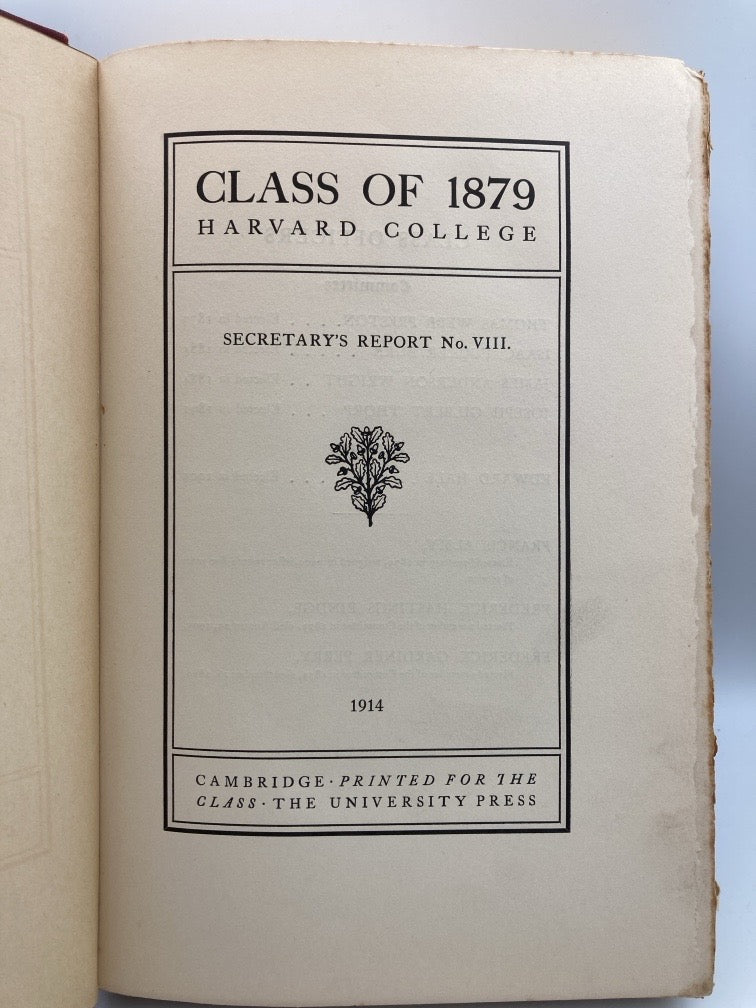 CLASS OF 1879
HARVARD COLLEGE
SECRETARY'S REPORT No. VIII.
1914
CAMBRIDGE · PRINTED FOR THE
CLASS · THE UNIVERSITY PRESS